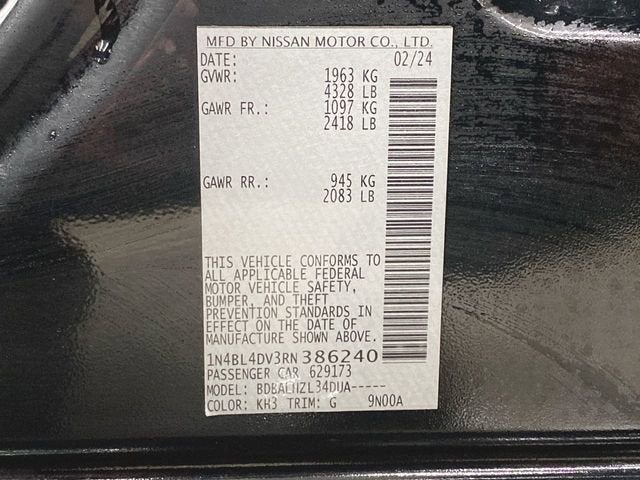 MFD BY NISSAN MOTOR CO., LTD.
DATE: 02/24
GVWR: 1963 KG
4328 LB
GAWR FR.: 1097 KG
2418 LB
GAWR RR.: 945 KG
2083 LB
THIS VEHICLE CONFORMS TO
ALL APPLICABLE FEDERAL
MOTOR VEHICLE SAFETY,
BUMPER, AND THEFT
PREVENTION STANDARDS IN
EFFECT ON THE DATE OF
MANUFACTURE SHOWN ABOVE.
1N4BL4DV3RN386240
PASSENGER CAR 629173
MODEL: BDBALHZL34DUA-----
COLOR: KH3 TRIM: G 9N00A